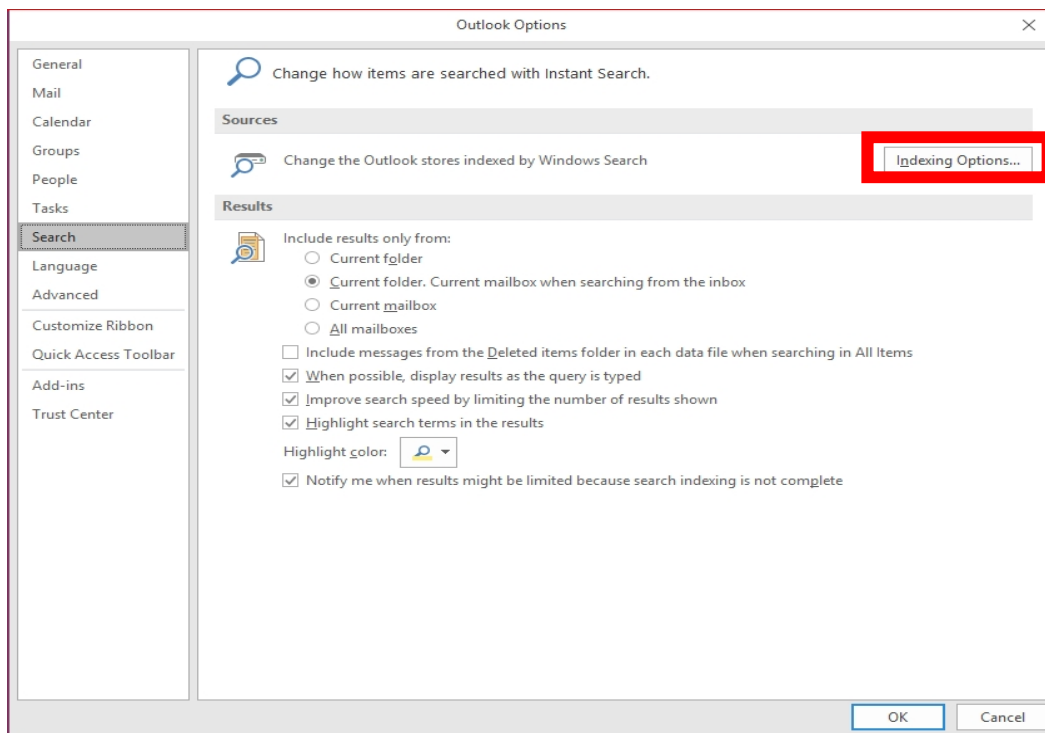 Outlook Options
General
Mail
Calendar
Groups
People
Tasks
Search
Language
Advanced
Customize Ribbon
Quick Access Toolbar
Add-ins
Trust Center
Change how items are searched with Instant Search.
Sources
Change the Outlook stores indexed by Windows Search
Indexing Options...
Results
Include results only from:
Current folder
Current folder. Current mailbox when searching from the inbox
Current mailbox
All mailboxes
Include messages from the Deleted items folder in each data file when searching in All Items
When possible, display results as the query is typed
Improve search speed by limiting the number of results shown
Highlight search terms in the results
Highlight color:
Notify me when results might be limited because search indexing is not complete
OK
Cancel